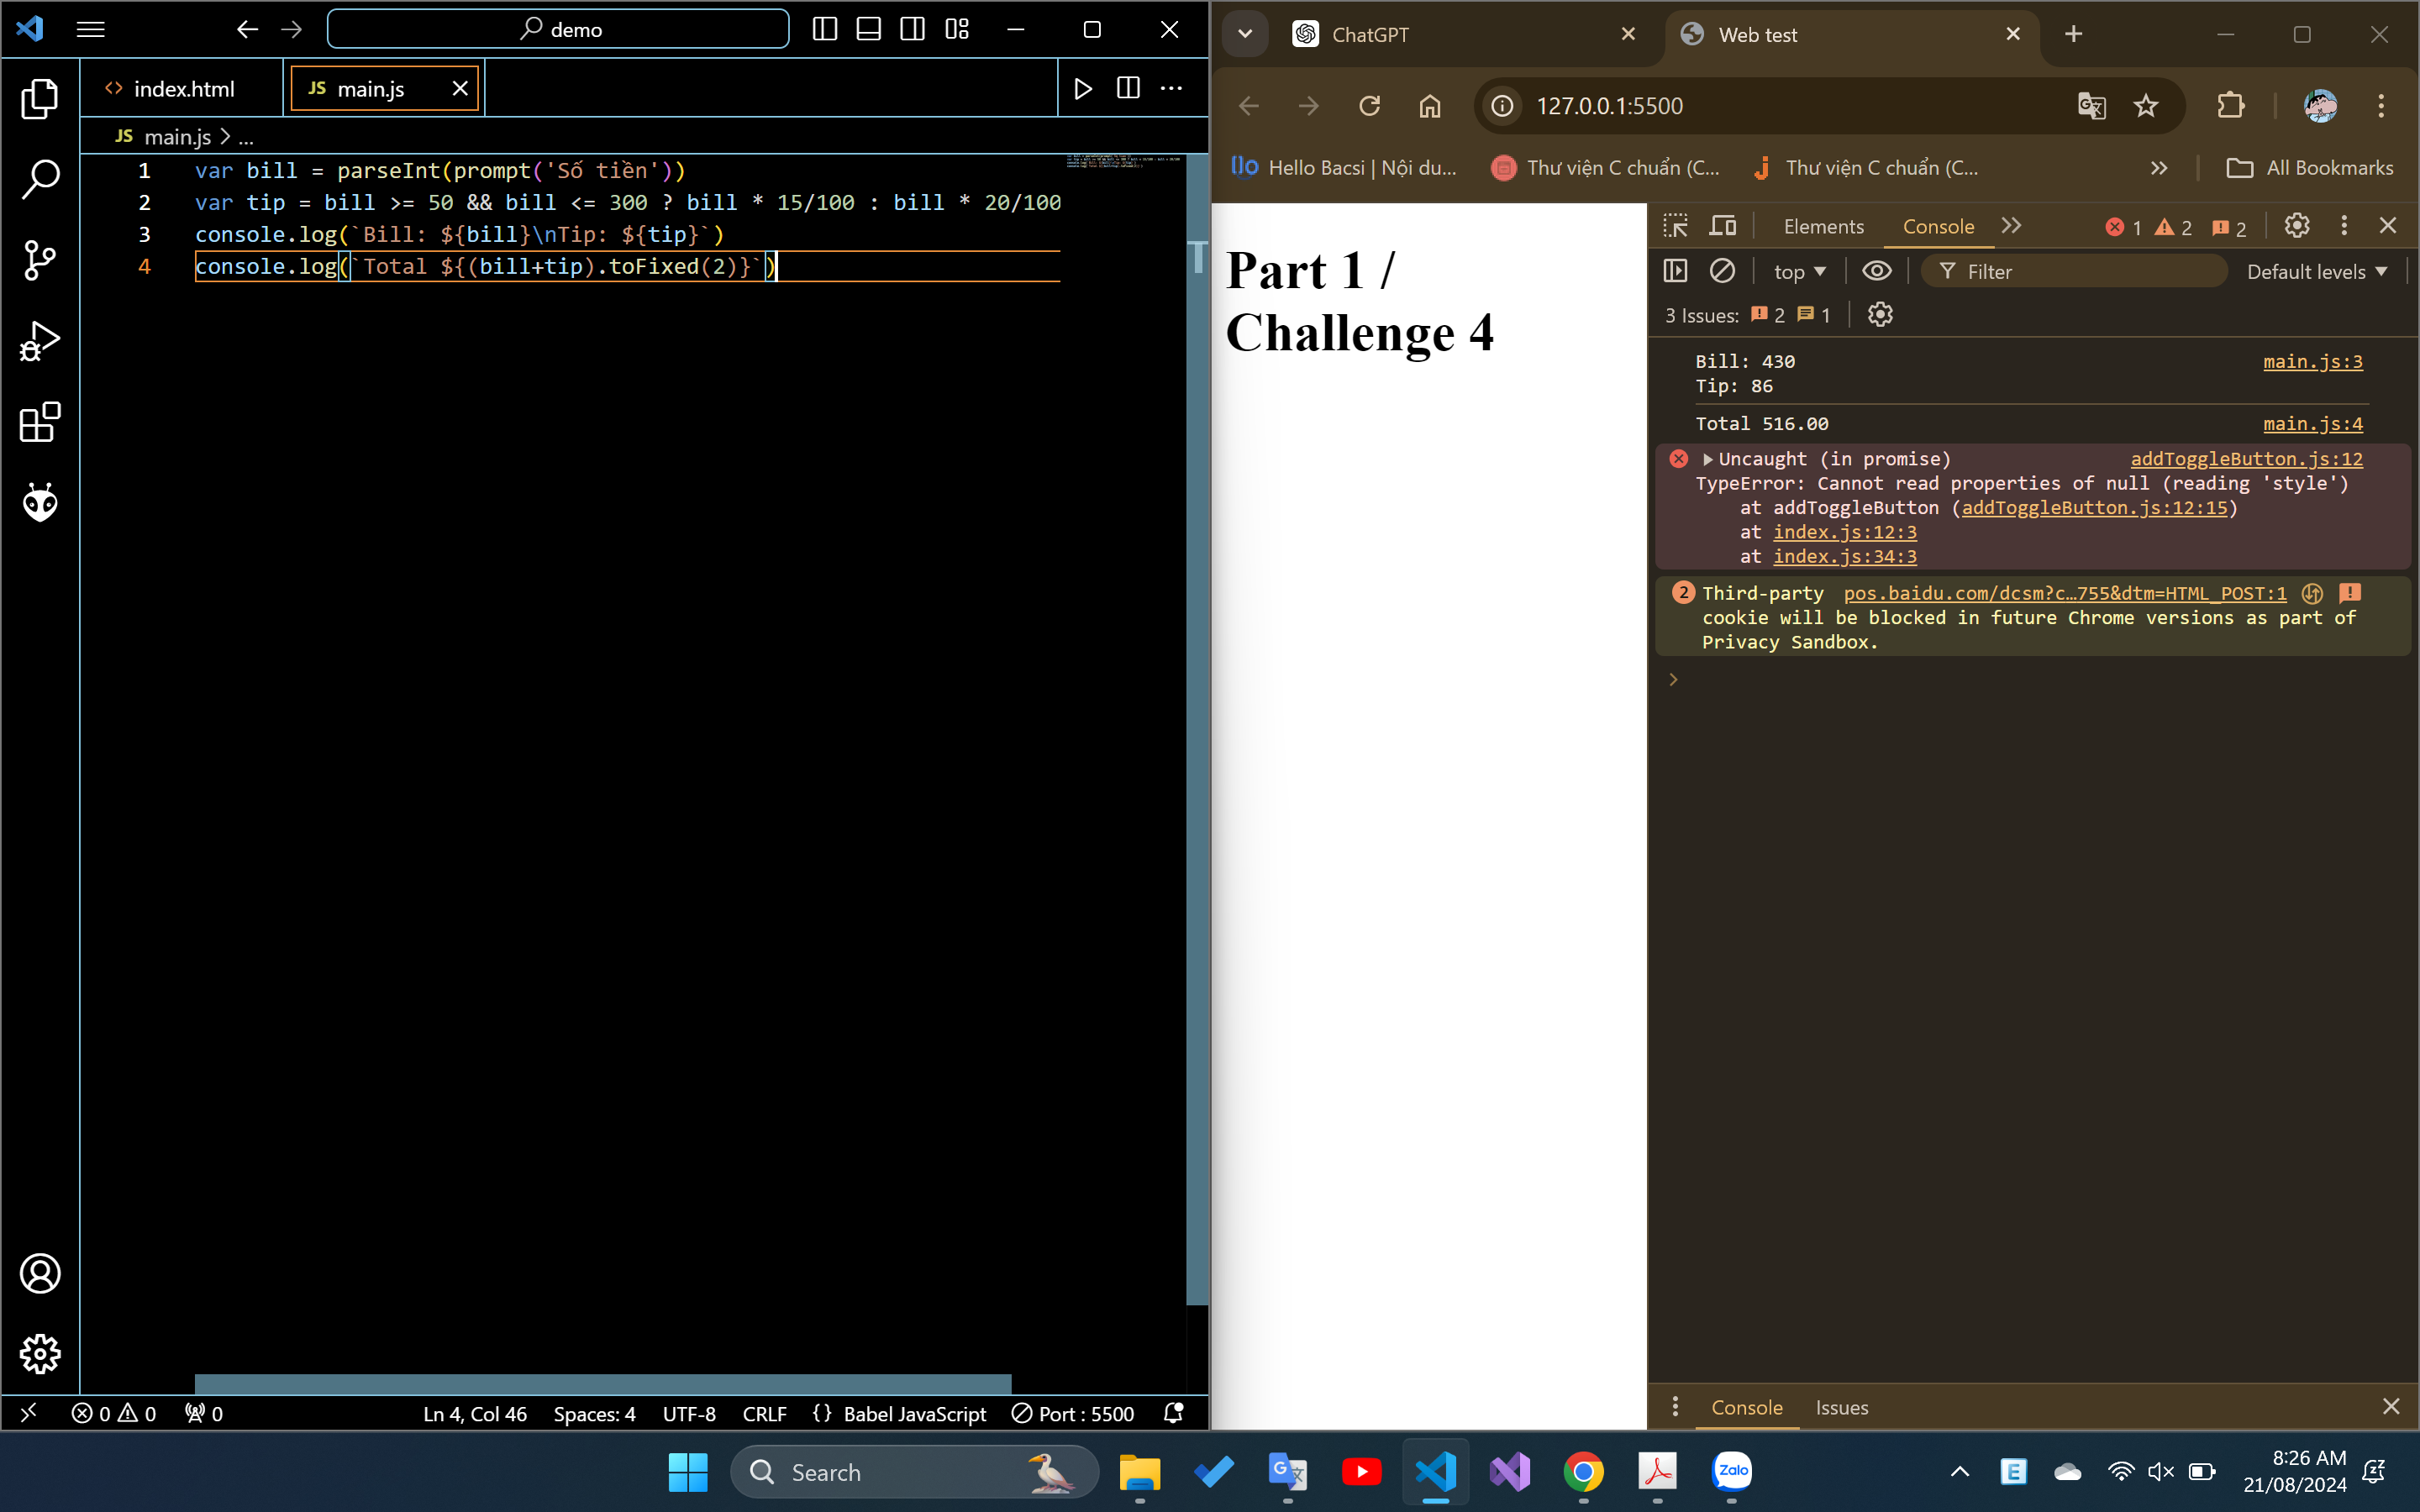 demo
index.html
JS main.js
JS main.js > ...
1 var bill = parseInt(prompt('Số tiền'))
2 var tip = bill >= 50 && bill <= 300 ? bill * 15/100 : bill * 20/100
3 console.log(`Bill: ${bill}\nTip: ${tip}`)
4 console.log(`Total ${(bill+tip).toFixed(2)}`)
0 0 0
Ln 4, Col 46 Spaces: 4 UTF-8 CRLF {} Babel JavaScript Port : 5500
ChatGPT
Web test
127.0.0.1:5500
Hello Bacsi | Nội du...
Thư viện C chuẩn (C...
Thư viện C chuẩn (C...
All Bookmarks
Part 1 /
Challenge 4
Elements Console 1 2 2
top Filter Default levels
3 Issues: 2 1
Bill: 430 main.js:3
Tip: 86
Total 516.00 main.js:4
Uncaught (in promise) addToggleButton.js:12
TypeError: Cannot read properties of null (reading 'style')
at addToggleButton (addToggleButton.js:12:15)
at index.js:12:3
at index.js:34:3
2 Third-party pos.baidu.com/dcsm?c…755&dtm=HTML_POST:1
cookie will be blocked in future Chrome versions as part of
Privacy Sandbox.
Console Issues
Search
Zalo
E
8:26 AM
21/08/2024